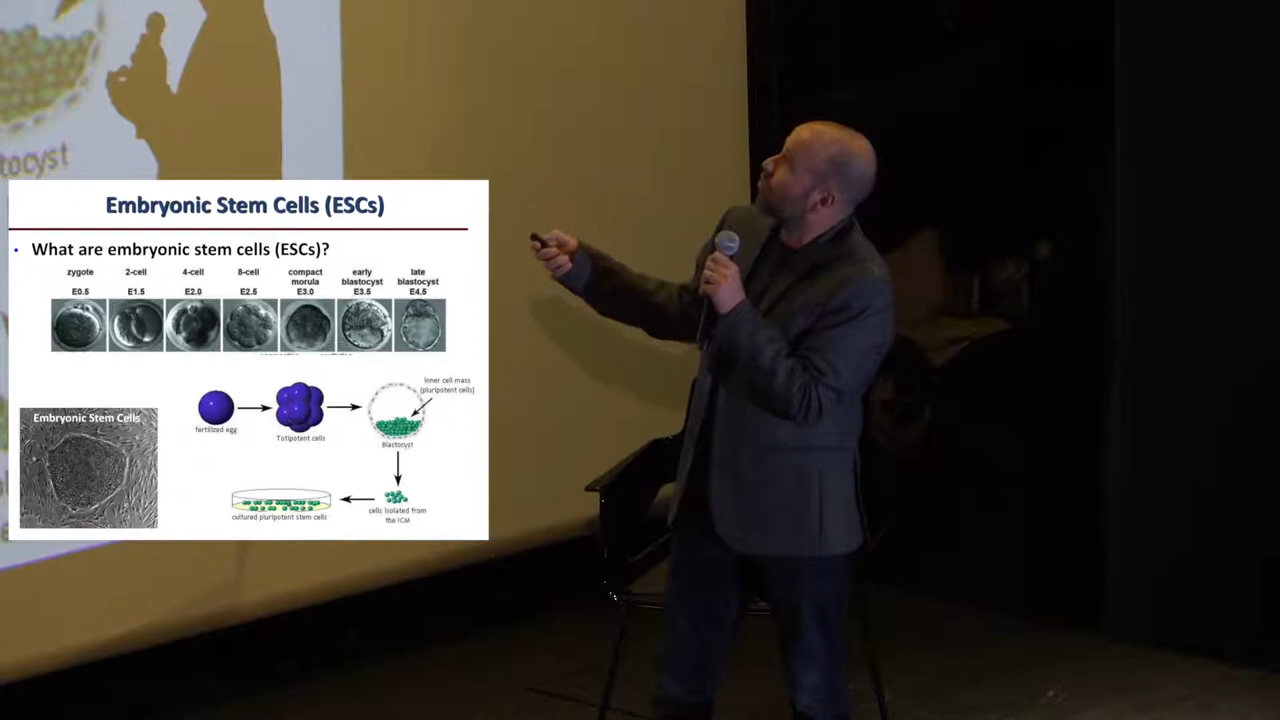 tocyst
Embryonic Stem Cells (ESCs)
• What are embryonic stem cells (ESCs)?
zygote 2-cell 4-cell 8-cell compact early late
morula blastocyst blastocyst
E0.5 E1.5 E2.0 E2.5 E3.0 E3.5 E4.5
Inner cell mass
(pluripotent cells)
fertilized egg
Totipotent cells
Blastocyst
Embryonic Stem Cells
cultured pluripotent stem cells
cells isolated from
the ICM